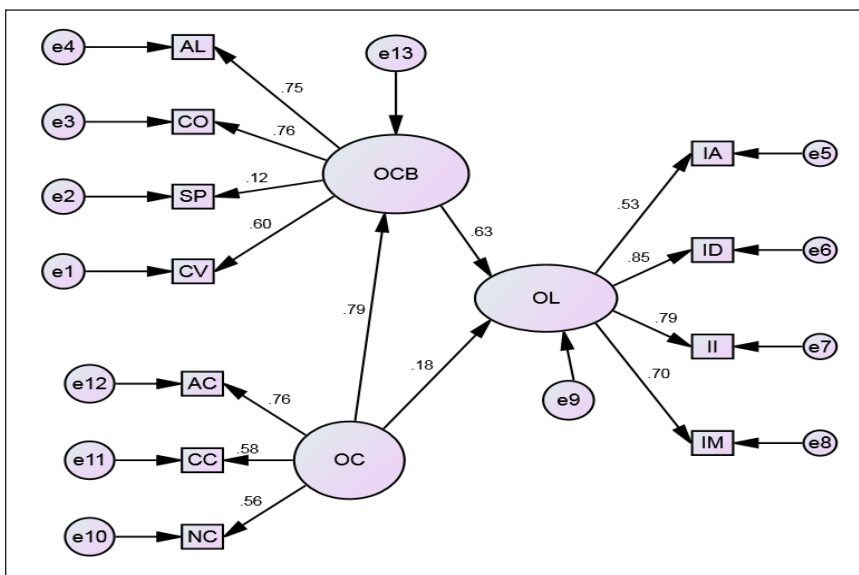 e4
AL
.75
e13
e3
CO
.76
OCB
e2
SP
.12
e1
CV
.60
.63
IA
e5
.53
ID
e6
.85
OL
II
e7
.79
.70
IM
e8
e9
.79
.18
e12
AC
.76
e11
CC
.58
OC
e10
NC
.56